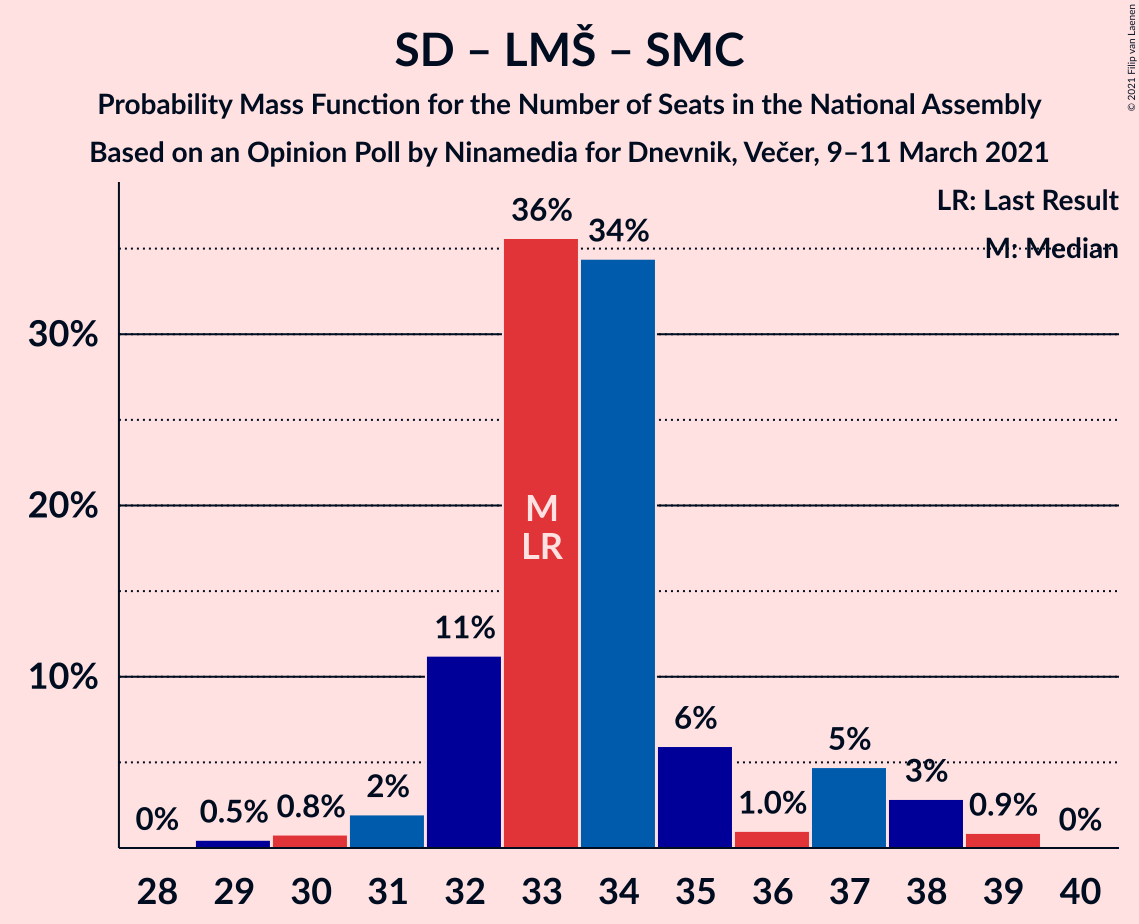 SD – LMŠ – SMC
Probability Mass Function for the Number of Seats in the National Assembly
Based on an Opinion Poll by Ninamedia for Dnevnik, Večer, 9–11 March 2021
© 2021 Filip van Laenen
LR: Last Result
M: Median
30%
20%
10%
0%
0.5%
0.8%
2%
11%
36%
34%
6%
1.0%
5%
3%
0.9%
0%
M
LR
28 29 30 31 32 33 34 35 36 37 38 39 40